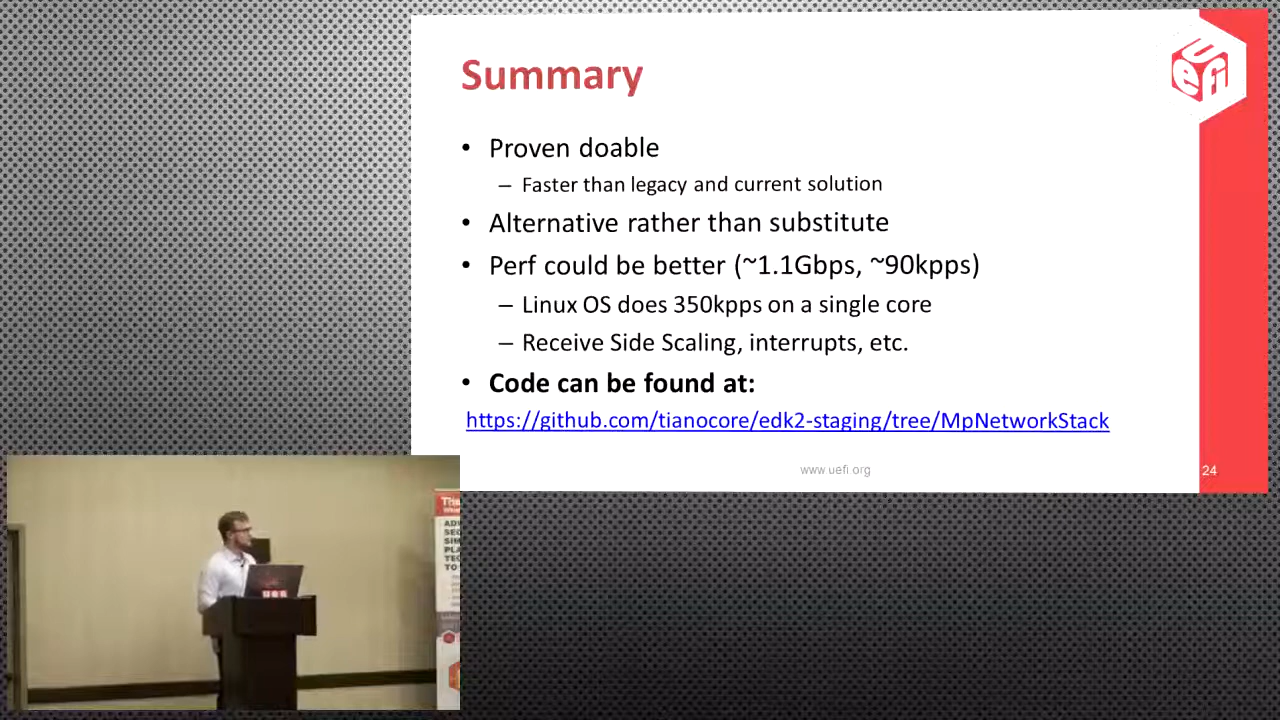 Summary
uefi
• Proven doable
– Faster than legacy and current solution
• Alternative rather than substitute
• Perf could be better (~1.1Gbps, ~90kpps)
– Linux OS does 350kpps on a single core
– Receive Side Scaling, interrupts, etc.
• Code can be found at:
https://github.com/tianocore/edk2-staging/tree/MpNetworkStack
www.uefi.org
24